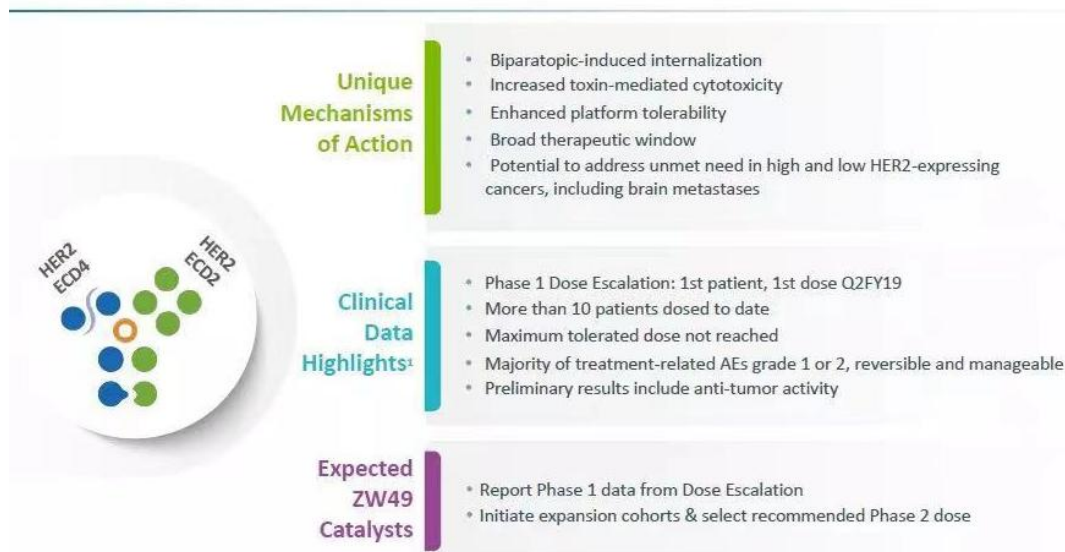 Unique
Mechanisms
of Action
• Biparatopic-induced internalization
• Increased toxin-mediated cytotoxicity
• Enhanced platform tolerability
• Broad therapeutic window
• Potential to address unmet need in high and low HER2-expressing
cancers, including brain metastases
HER2
ECD4
HER2
ECD2
Clinical
Data
Highlights¹
• Phase 1 Dose Escalation: 1st patient, 1st dose Q2FY19
• More than 10 patients dosed to date
• Maximum tolerated dose not reached
• Majority of treatment-related AEs grade 1 or 2, reversible and manageable
• Preliminary results include anti-tumor activity
Expected
ZW49
Catalysts
• Report Phase 1 data from Dose Escalation
• Initiate expansion cohorts & select recommended Phase 2 dose